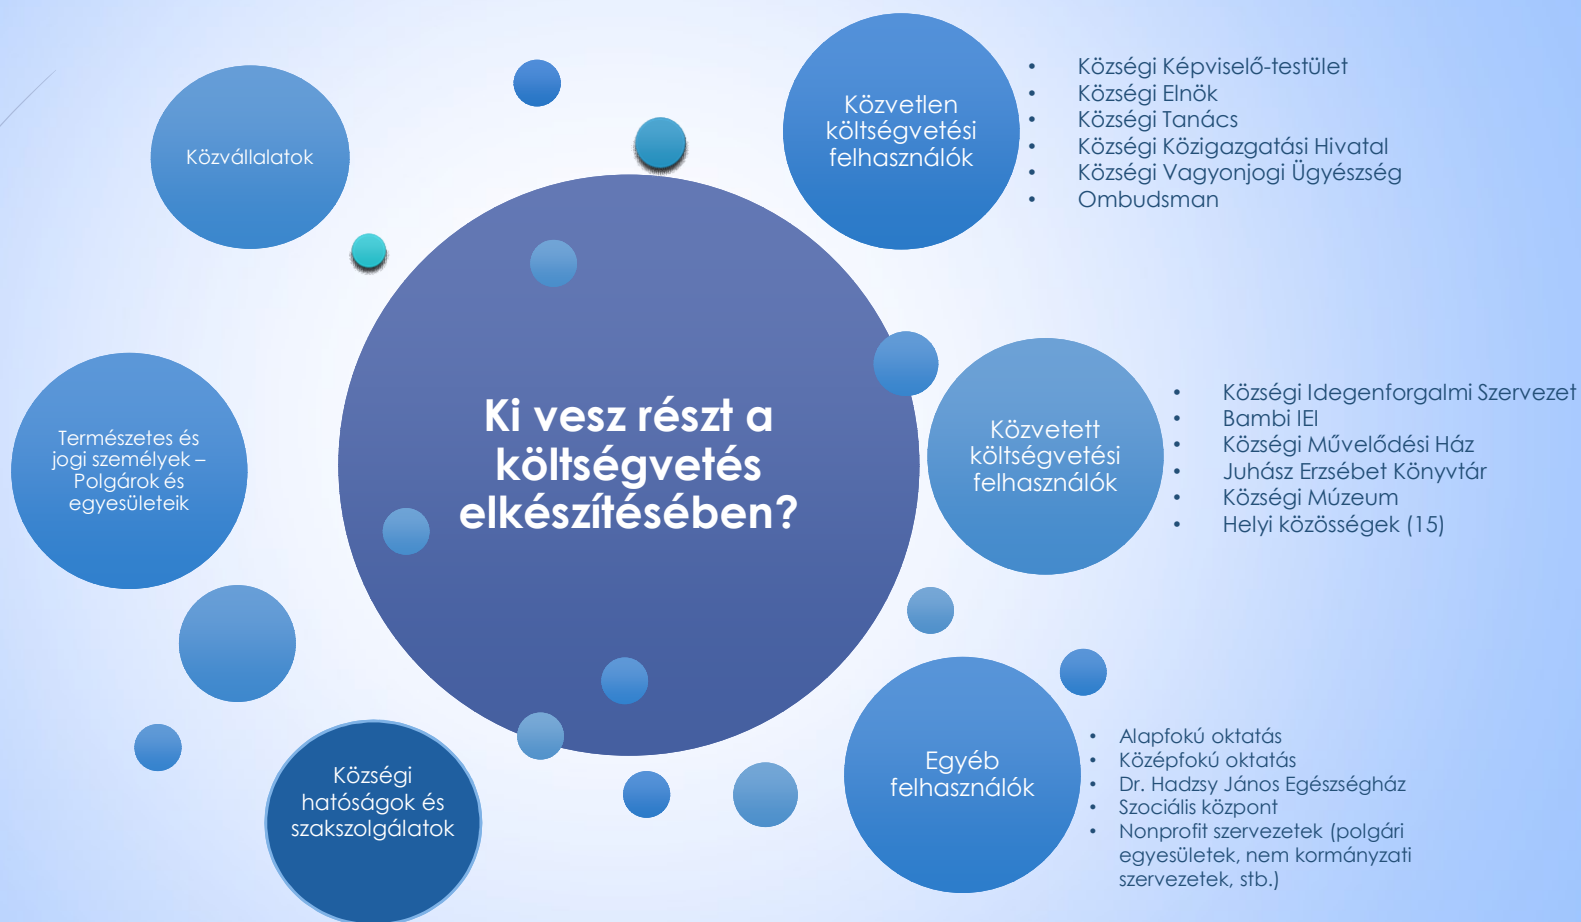 Közvállalatok
Közvetlen
költségvetési
felhasználók
• Községi Képviselő-testület
• Községi Elnök
• Községi Tanács
• Községi Közigazgatási Hivatal
• Községi Vagyonjogi Ügyészség
• Ombudsman
Ki vesz részt a
költségvetés
elkészítésében?
Természetes és
jogi személyek –
Polgárok és
egyesületeik
Közvetett
költségvetési
felhasználók
• Községi Idegenforgalmi Szervezet
• Bambi IEI
• Községi Művelődési Ház
• Juhász Erzsébet Könyvtár
• Községi Múzeum
• Helyi közösségek (15)
Községi
hatóságok és
szakszolgálatok
Egyéb
felhasználók
• Alapfokú oktatás
• Középfokú oktatás
• Dr. Hadzsy János Egészségház
• Szociális központ
• Nonprofit szervezetek (polgári
egyesületek, nem kormányzati
szervezetek, stb.)